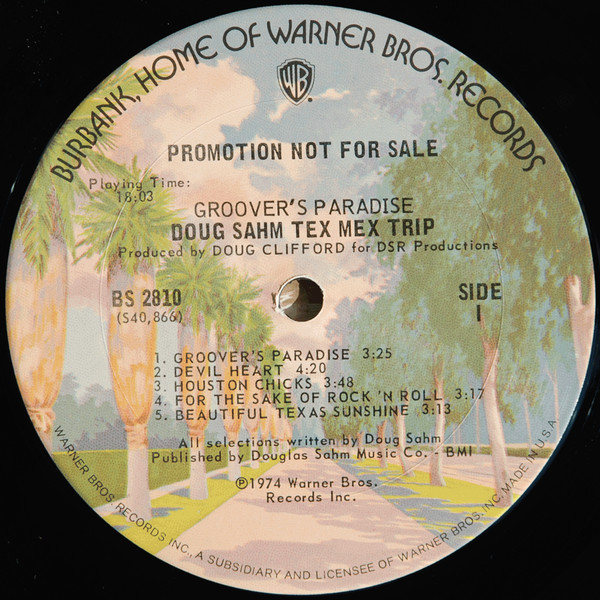 BURBANK, HOME OF WARNER BROS. RECORDS
WB
PROMOTION NOT FOR SALE
Playing Time:
18:03
GROOVER'S PARADISE
DOUG SAHM TEX MEX TRIP
Produced by DOUG CLIFFORD for DSR Productions
BS 2810
(S40,866)
SIDE
I
1. GROOVER'S PARADISE 3:25
2. DEVIL HEART 4:20
3. HOUSTON CHICKS 3:48
4. FOR THE SAKE OF ROCK 'N ROLL 3:17
5. BEAUTIFUL TEXAS SUNSHINE 3:13
All selections written by Doug Sahm
Published by Douglas Sahm Music Co. - BMI
℗1974 Warner Bros.
Records Inc.
WARNER BROS. RECORDS INC., A SUBSIDIARY AND LICENSEE OF WARNER BROS. INC. MADE IN U.S.A.